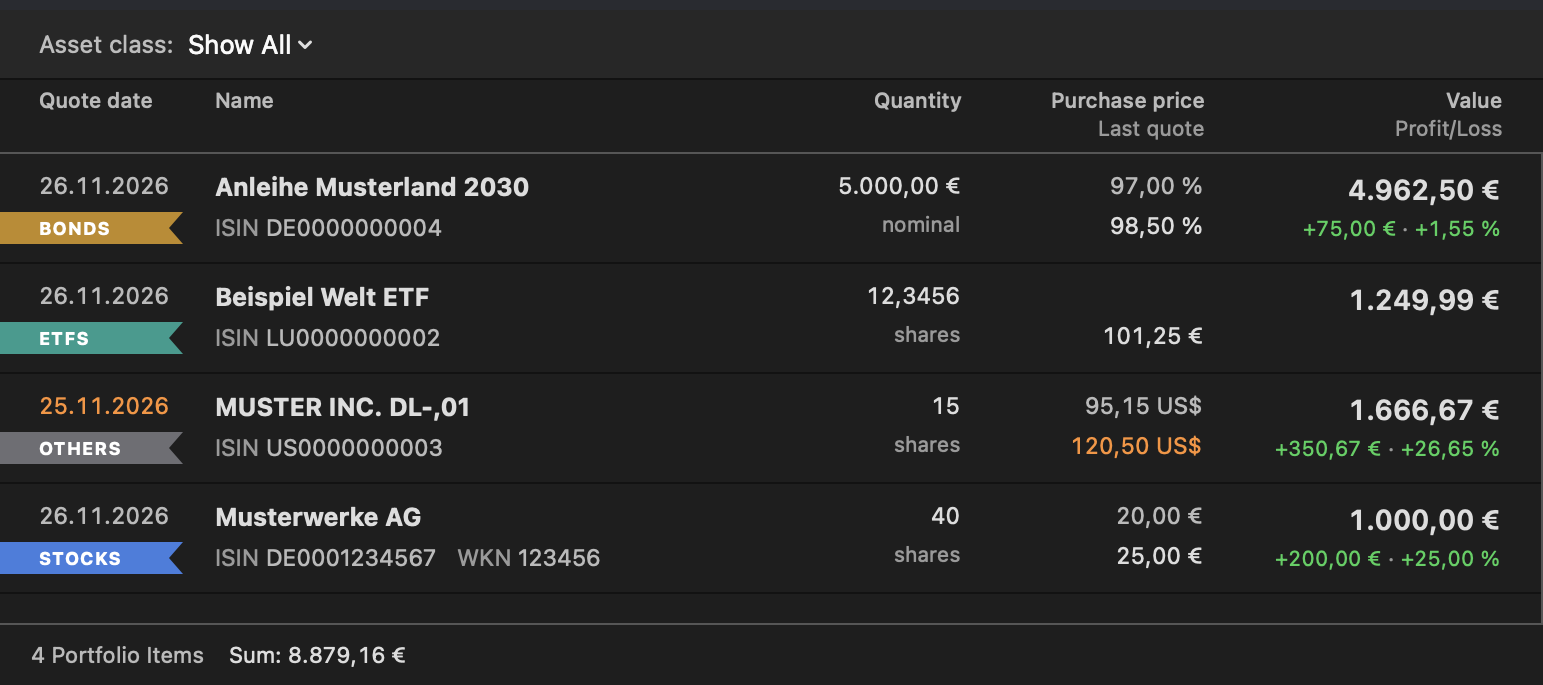 Asset class: Show All
Quote date Name Quantity Purchase price Value
Last quote Profit/Loss
26.11.2026 Anleihe Musterland 2030 5.000,00 € 97,00 % 4.962,50 €
BONDS ISIN DE0000000004 nominal 98,50 % +75,00 € · +1,55 %
26.11.2026 Beispiel Welt ETF 12,3456 1.249,99 €
ETFS ISIN LU0000000002 shares 101,25 €
25.11.2026 MUSTER INC. DL-,01 15 95,15 US$ 1.666,67 €
OTHERS ISIN US0000000003 shares 120,50 US$ +350,67 € · +26,65 %
26.11.2026 Musterwerke AG 40 20,00 € 1.000,00 €
STOCKS ISIN DE0001234567 WKN 123456 shares 25,00 € +200,00 € · +25,00 %
4 Portfolio Items Sum: 8.879,16 €